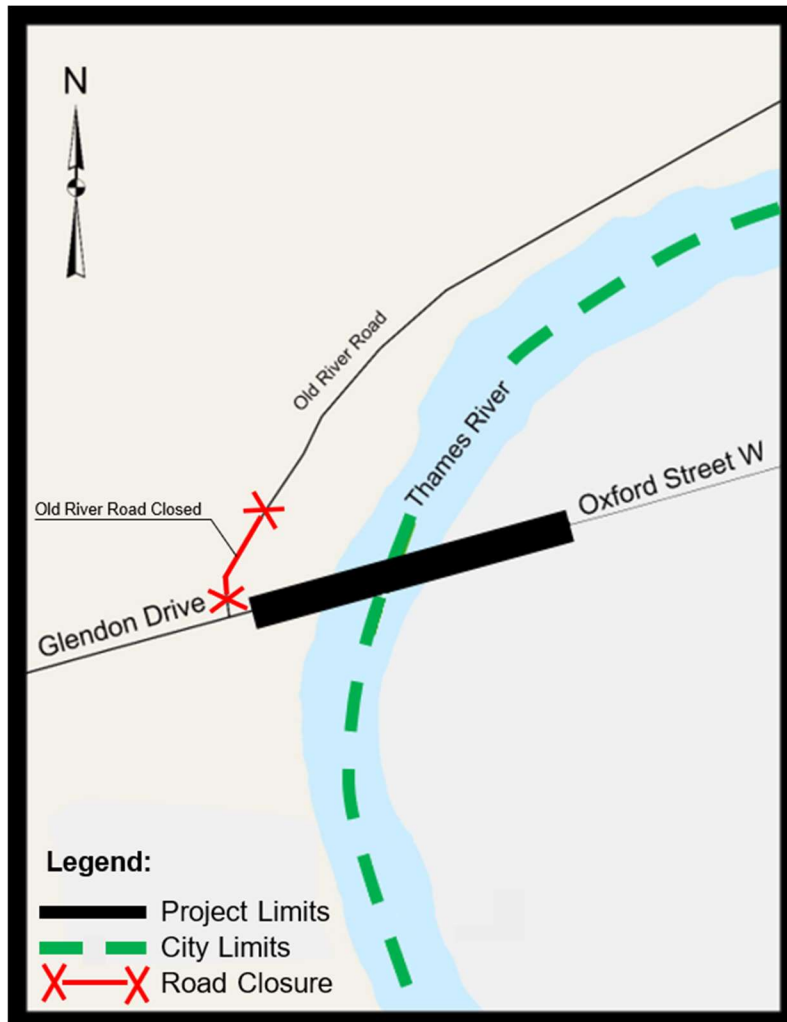 N
Old River Road
Thames River
Oxford Street W
Old River Road Closed
Glendon Drive
Legend:
Project Limits
City Limits
Road Closure